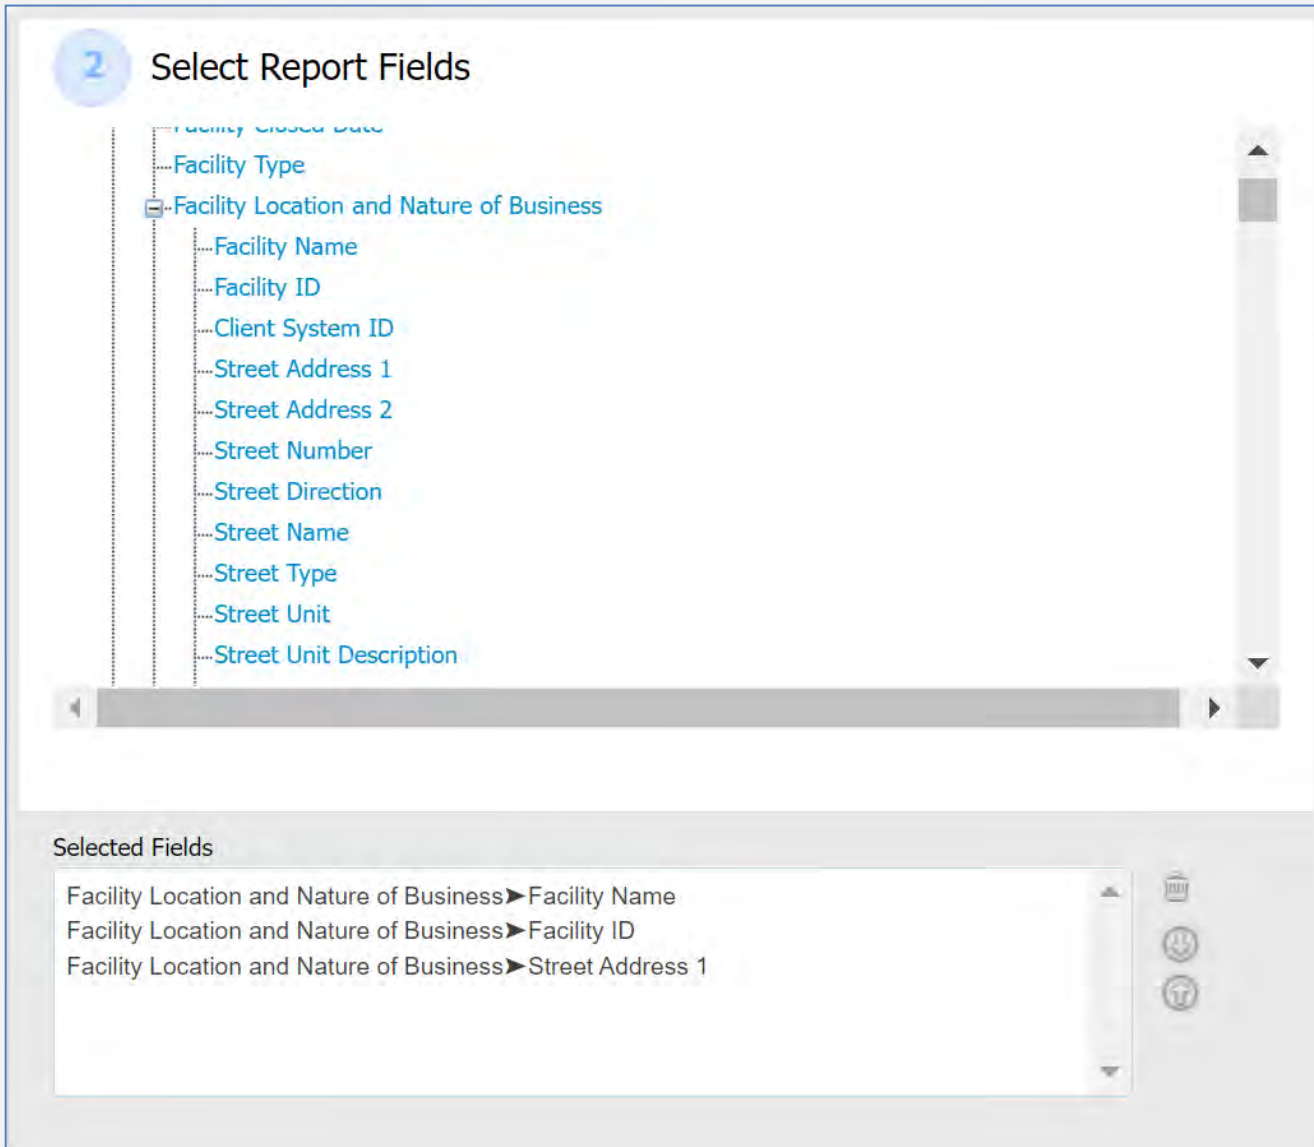 2
Select Report Fields
Facility Closed Date
Facility Type
Facility Location and Nature of Business
Facility Name
Facility ID
Client System ID
Street Address 1
Street Address 2
Street Number
Street Direction
Street Name
Street Type
Street Unit
Street Unit Description
Selected Fields
Facility Location and Nature of Business➤Facility Name
Facility Location and Nature of Business➤Facility ID
Facility Location and Nature of Business➤Street Address 1